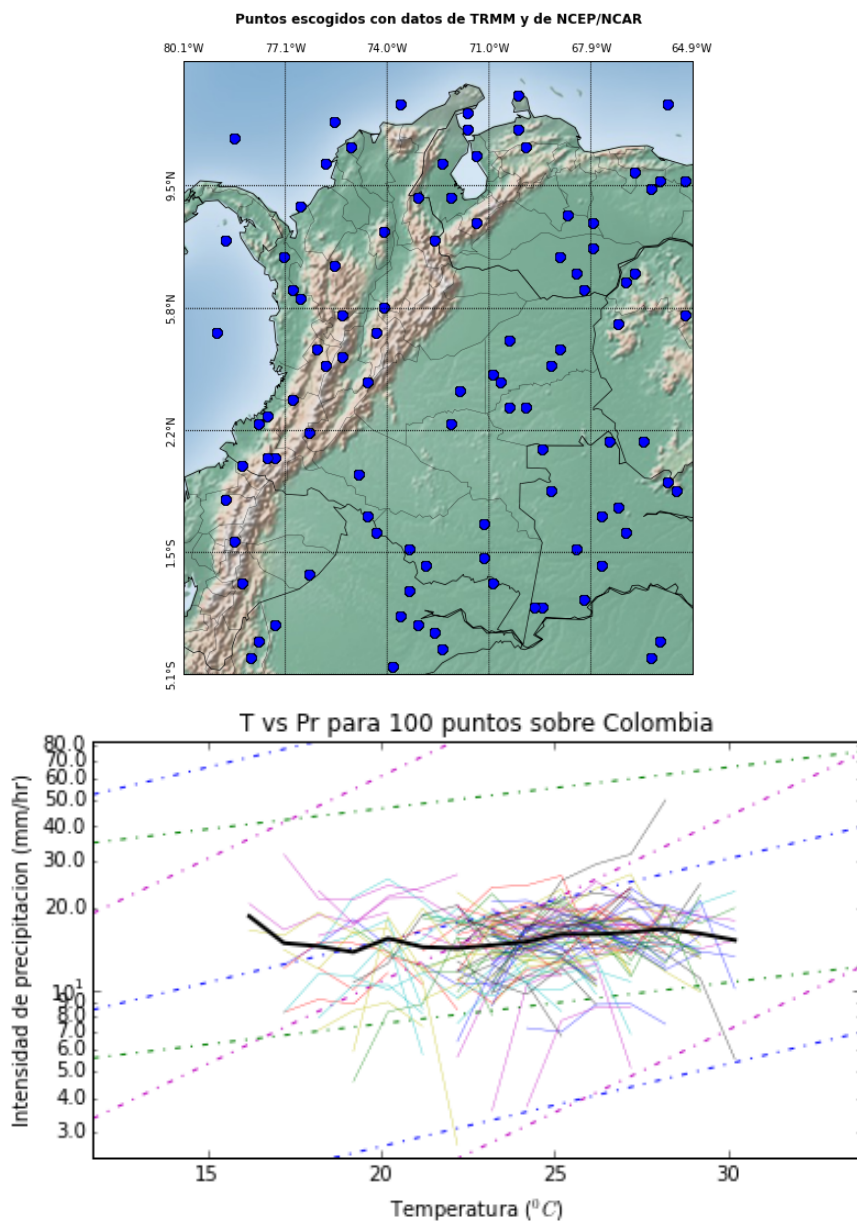 Puntos escogidos con datos de TRMM y de NCEP/NCAR
80.1°W 77.1°W 74.0°W 71.0°W 67.9°W 64.9°W
9.5°N
5.8°N
2.2°N
1.5°S
5.1°S
T vs Pr para 100 puntos sobre Colombia
Intensidad de precipitacion (mm/hr)
80.0
70.0
60.0
50.0
40.0
30.0
20.0
10¹
9.0
8.0
7.0
6.0
5.0
4.0
3.0
15 20 25 30
Temperatura (⁰C)